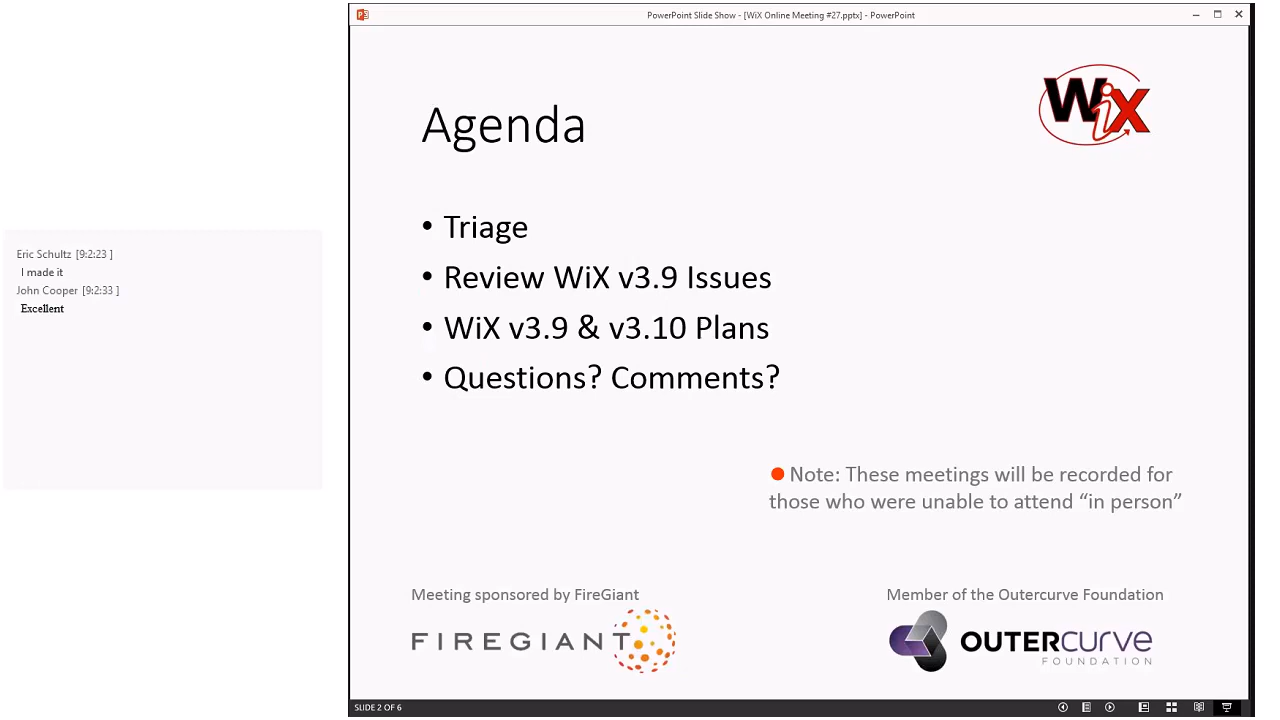 PowerPoint Slide Show - [WiX Online Meeting #27.pptx] - PowerPoint
WiX
Agenda
• Triage
• Review WiX v3.9 Issues
• WiX v3.9 & v3.10 Plans
• Questions? Comments?
Eric Schultz [9:2:23 ]
I made it
John Cooper [9:2:33 ]
Excellent
Note: These meetings will be recorded for
those who were unable to attend “in person”
Meeting sponsored by FireGiant
FIREGIANT
Member of the Outercurve Foundation
OUTERCURVE
FOUNDATION
SLIDE 2 OF 6